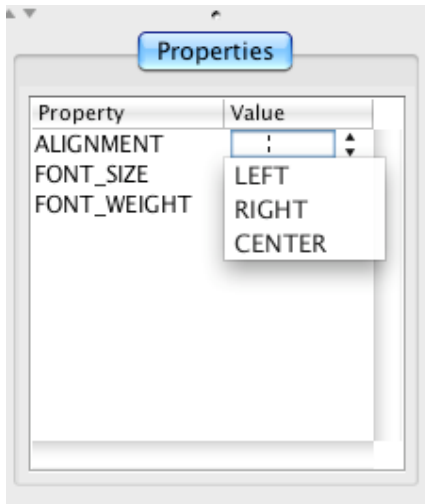 Properties
Property Value
ALIGNMENT
FONT_SIZE
FONT_WEIGHT
LEFT
RIGHT
CENTER